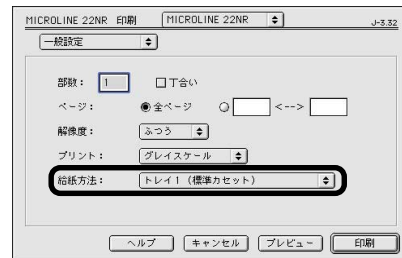 MICROLINE 22NR 印刷 MICROLINE 22NR J-3.32
一般設定
部数： 1 丁合い
ページ： 全ページ <-->
解像度： ふつう
プリント： グレイスケール
給紙方法： トレイ1（標準カセット）
ヘルプ キャンセル プレビュー 印刷